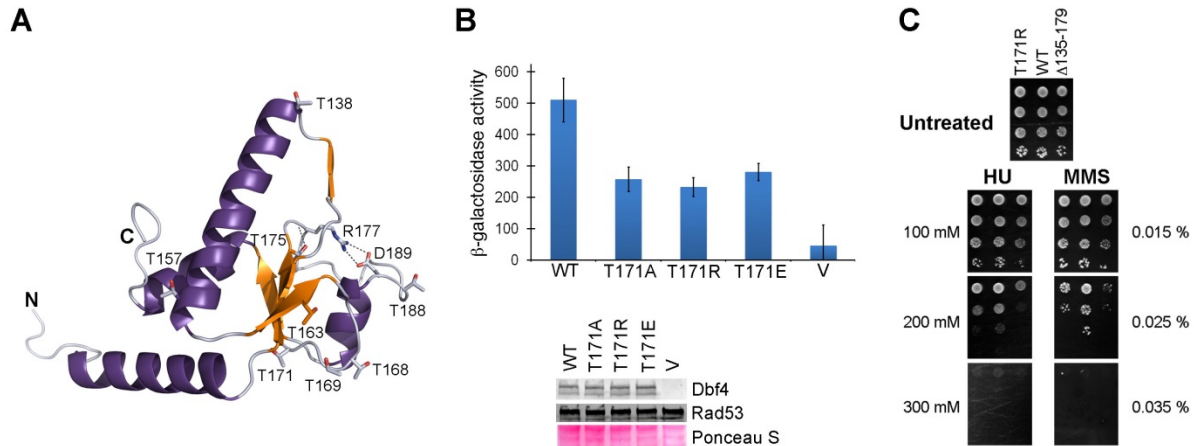 A
T138
C
T157
N
T175
R177
D189
T188
T163
T171
T169
T168
B
β-galactosidase activity
600
500
400
300
200
100
0
WT T171A T171R T171E V
WT T171A T171R T171E V
Dbf4
Rad53
Ponceau S
C
T171R WT Δ135-179
Untreated
HU MMS
100 mM 0.015 %
200 mM 0.025 %
300 mM 0.035 %